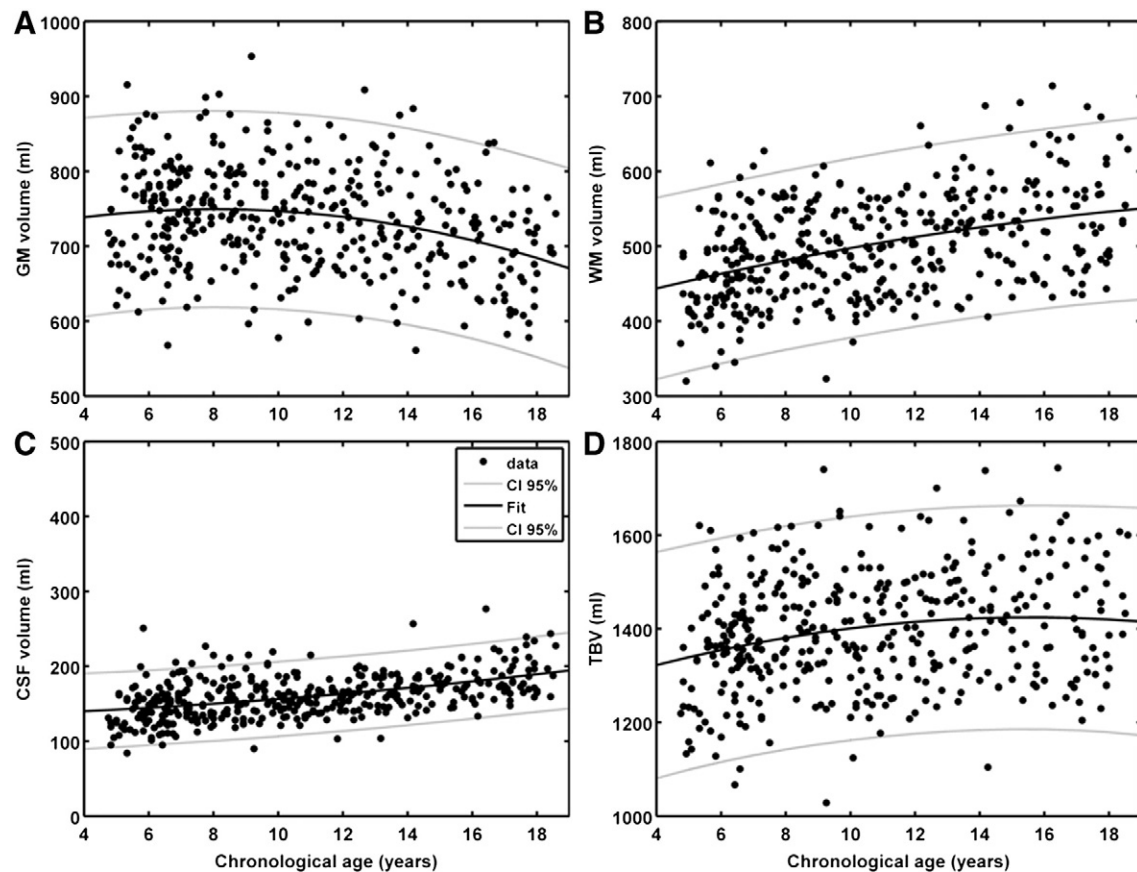 A
1000
900
800
700
600
500
GM volume (ml)
4 6 8 10 12 14 16 18
B
800
700
600
500
400
300
WM volume (ml)
4 6 8 10 12 14 16 18
C
500
400
300
200
100
0
CSF volume (ml)
data
CI 95%
Fit
CI 95%
4 6 8 10 12 14 16 18
Chronological age (years)
D
1800
1600
1400
1200
1000
TBV (ml)
4 6 8 10 12 14 16 18
Chronological age (years)